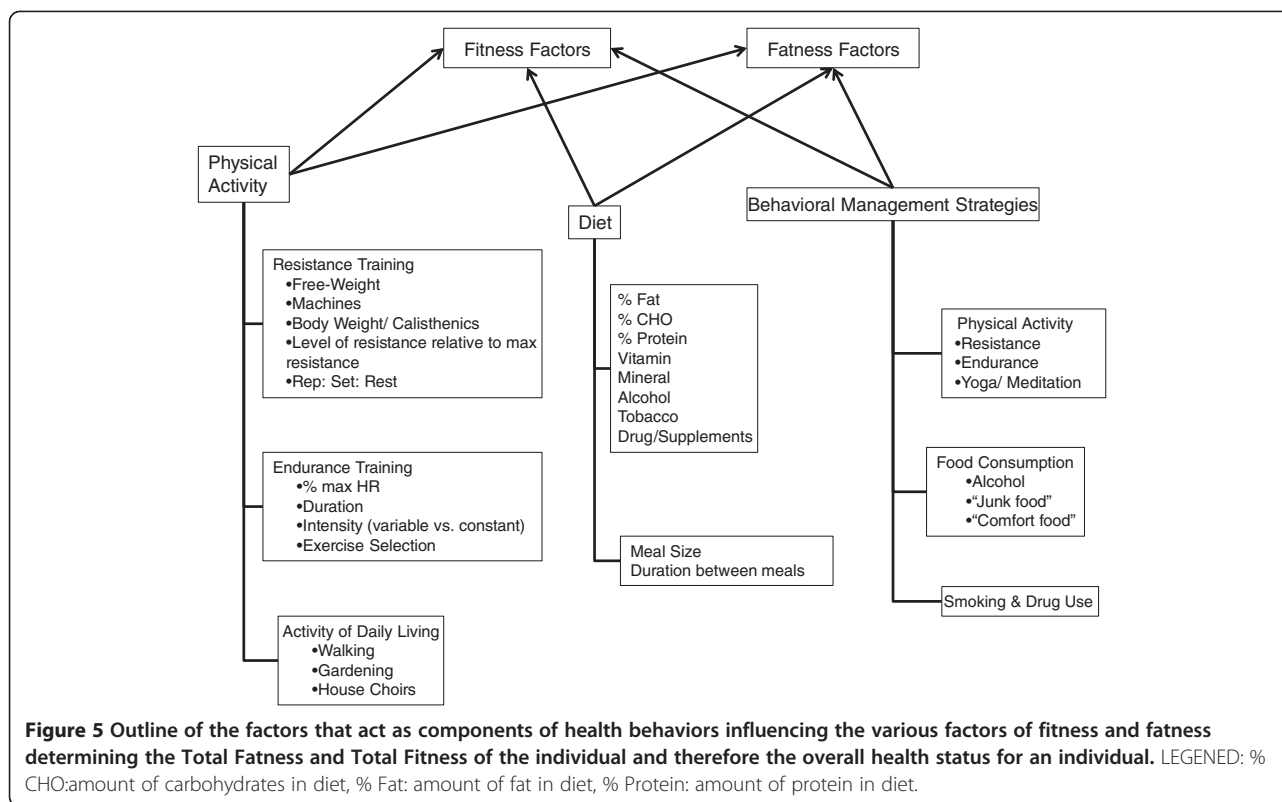 Fitness Factors
Fatness Factors
Physical
Activity
Diet
Behavioral Management Strategies
Resistance Training
•Free-Weight
•Machines
•Body Weight/ Calisthenics
•Level of resistance relative to max
resistance
•Rep: Set: Rest
Endurance Training
•% max HR
•Duration
•Intensity (variable vs. constant)
•Exercise Selection
Activity of Daily Living
•Walking
•Gardening
•House Choirs
% Fat
% CHO
% Protein
Vitamin
Mineral
Alcohol
Tobacco
Drug/Supplements
Meal Size
Duration between meals
Physical Activity
•Resistance
•Endurance
•Yoga/ Meditation
Food Consumption
•Alcohol
•“Junk food”
•“Comfort food”
Smoking & Drug Use
Figure 5 Outline of the factors that act as components of health behaviors influencing the various factors of fitness and fatness
determining the Total Fatness and Total Fitness of the individual and therefore the overall health status for an individual. LEGENED: %
CHO:amount of carbohydrates in diet, % Fat: amount of fat in diet, % Protein: amount of protein in diet.